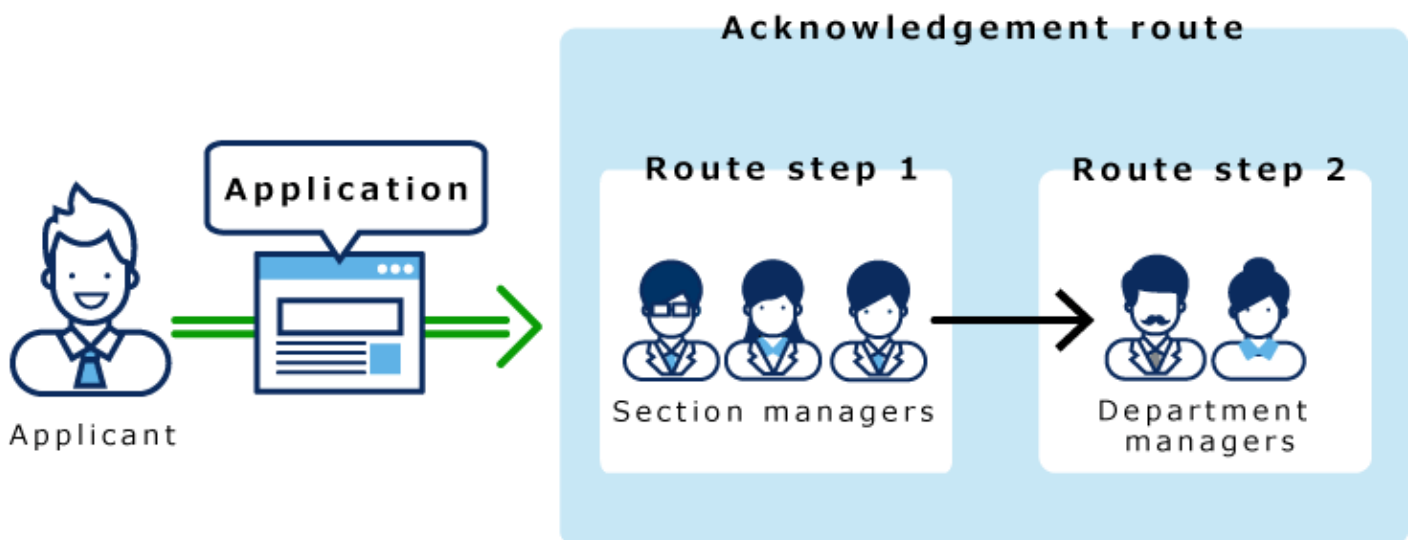 Acknowledgement route
Application
Route step 1
Route step 2
Applicant
Section managers
Department
managers